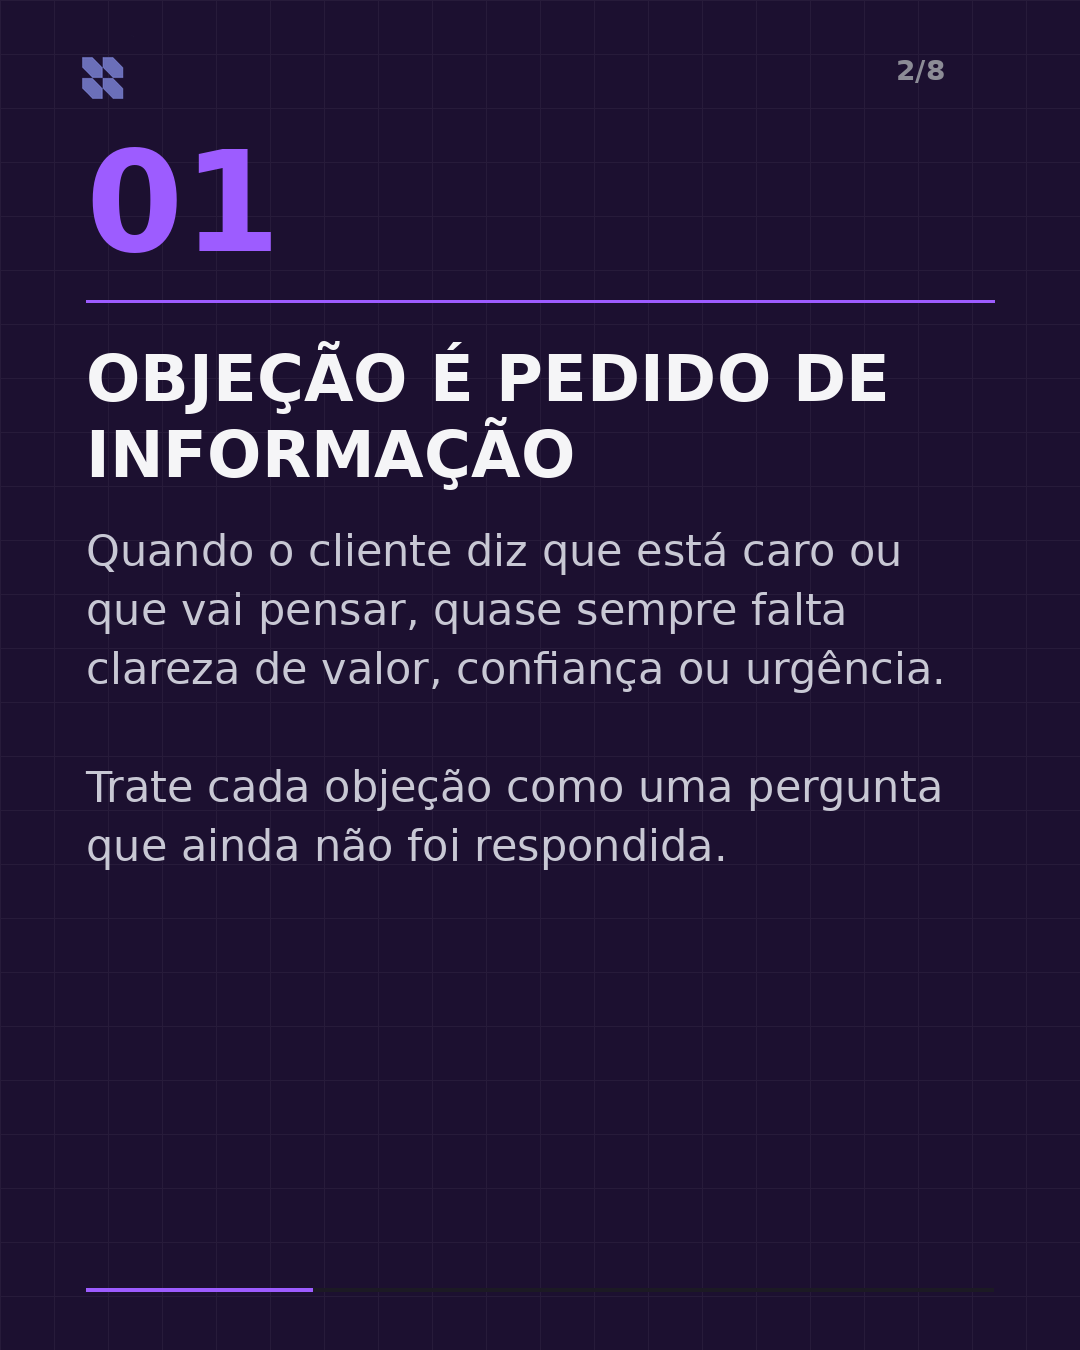 2/8
01
OBJEÇÃO É PEDIDO DE
INFORMAÇÃO
Quando o cliente diz que está caro ou
que vai pensar, quase sempre falta
clareza de valor, confiança ou urgência.
Trate cada objeção como uma pergunta
que ainda não foi respondida.